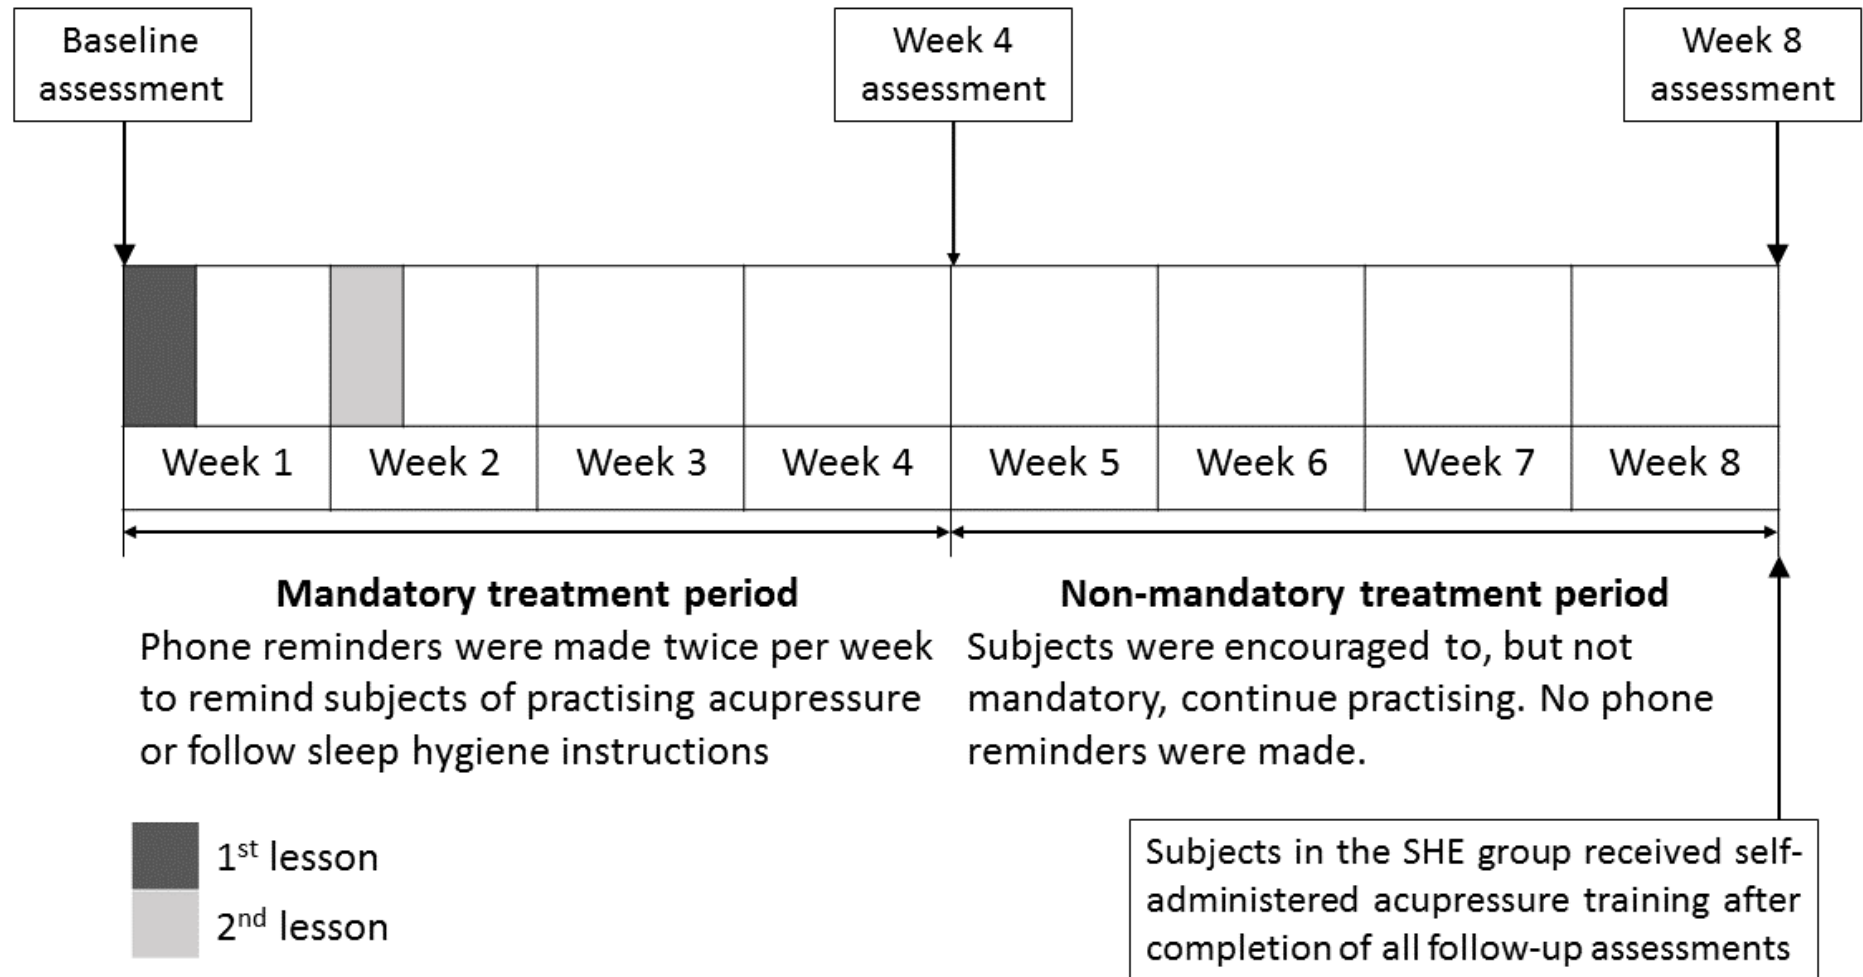 Baseline
assessment
Week 4
assessment
Week 8
assessment
Week 1
Week 2
Week 3
Week 4
Week 5
Week 6
Week 7
Week 8
Mandatory treatment period
Phone reminders were made twice per week
to remind subjects of practising acupressure
or follow sleep hygiene instructions
Non-mandatory treatment period
Subjects were encouraged to, but not
mandatory, continue practising. No phone
reminders were made.
1st lesson
2nd lesson
Subjects in the SHE group received self-
administered acupressure training after
completion of all follow-up assessments